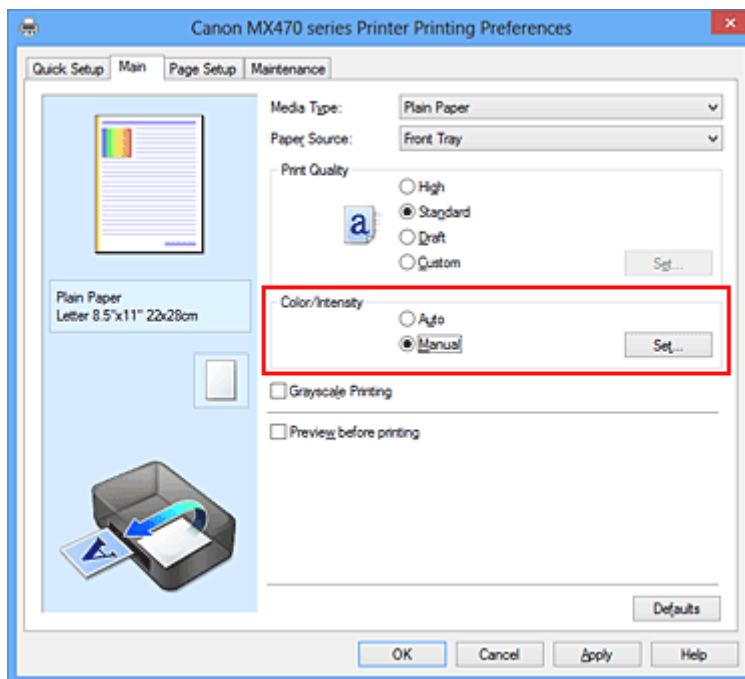 Canon MX470 series Printer Printing Preferences
Quick Setup Main Page Setup Maintenance
Media Type: Plain Paper
Paper Source: Front Tray
Print Quality
High
a Standard
Draft
Custom Set...
Plain Paper
Letter 8.5"x11" 22x28cm
Color/Intensity
Auto
Manual Set...
Grayscale Printing
Preview before printing
A
Defaults
OK Cancel Apply Help